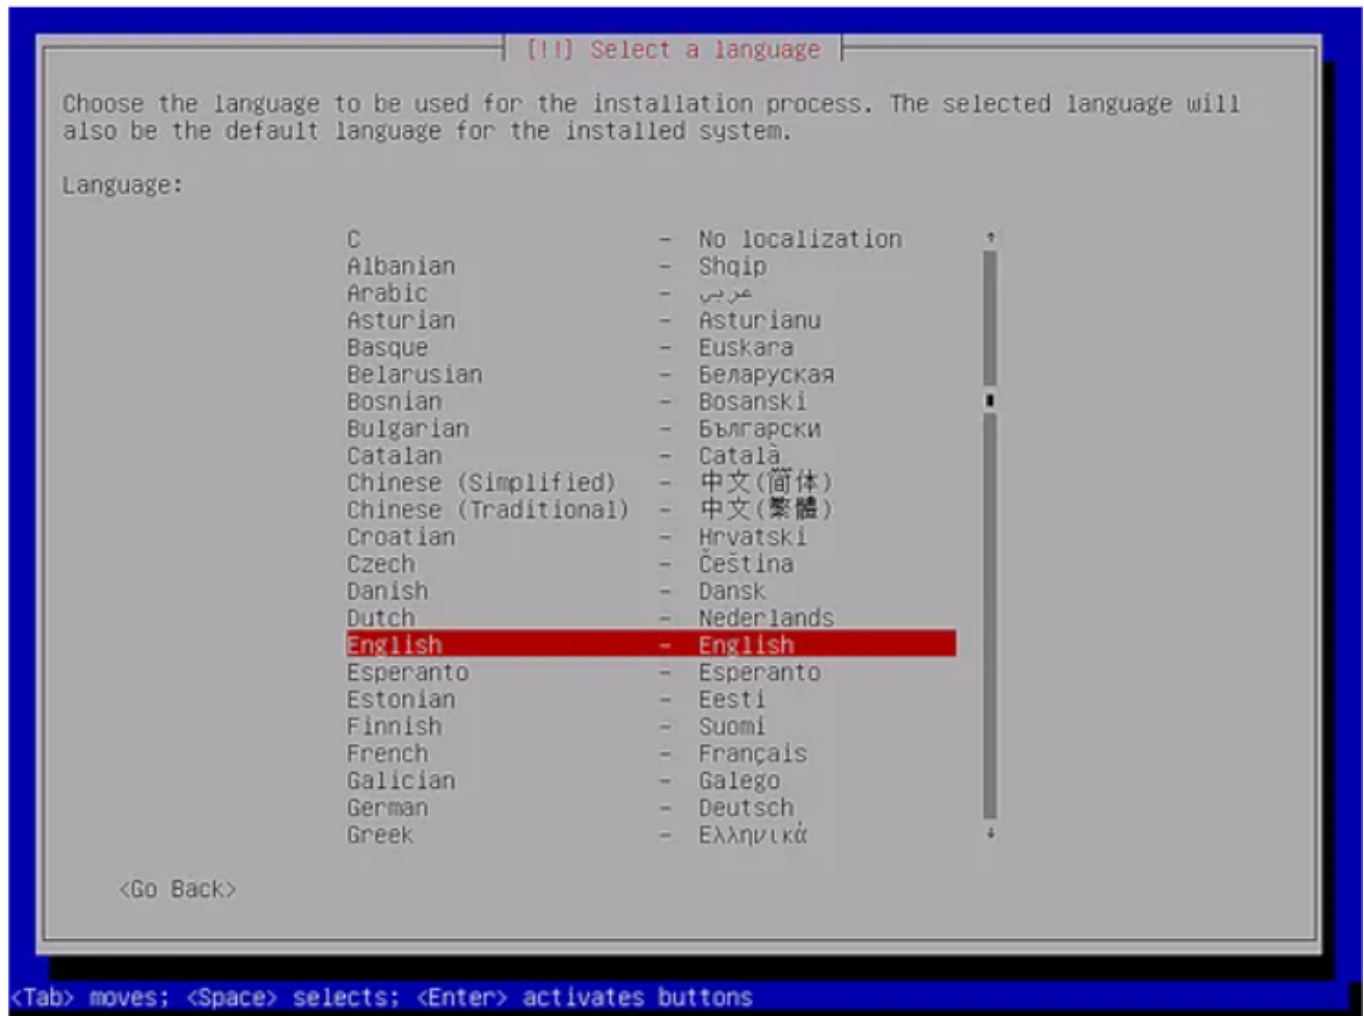 [!!] Select a language
Choose the language to be used for the installation process. The selected language will
also be the default language for the installed system.
Language:
C - No localization
Albanian - Shqip
Arabic - عربي
Asturian - Asturianu
Basque - Euskara
Belarusian - Беларуская
Bosnian - Bosanski
Bulgarian - Български
Catalan - Català
Chinese (Simplified) - 中文(简体)
Chinese (Traditional) - 中文(繁體)
Croatian - Hrvatski
Czech - Čeština
Danish - Dansk
Dutch - Nederlands
English - English
Esperanto - Esperanto
Estonian - Eesti
Finnish - Suomi
French - Français
Galician - Galego
German - Deutsch
Greek - Ελληνικά
<Go Back>
<Tab> moves; <Space> selects; <Enter> activates buttons